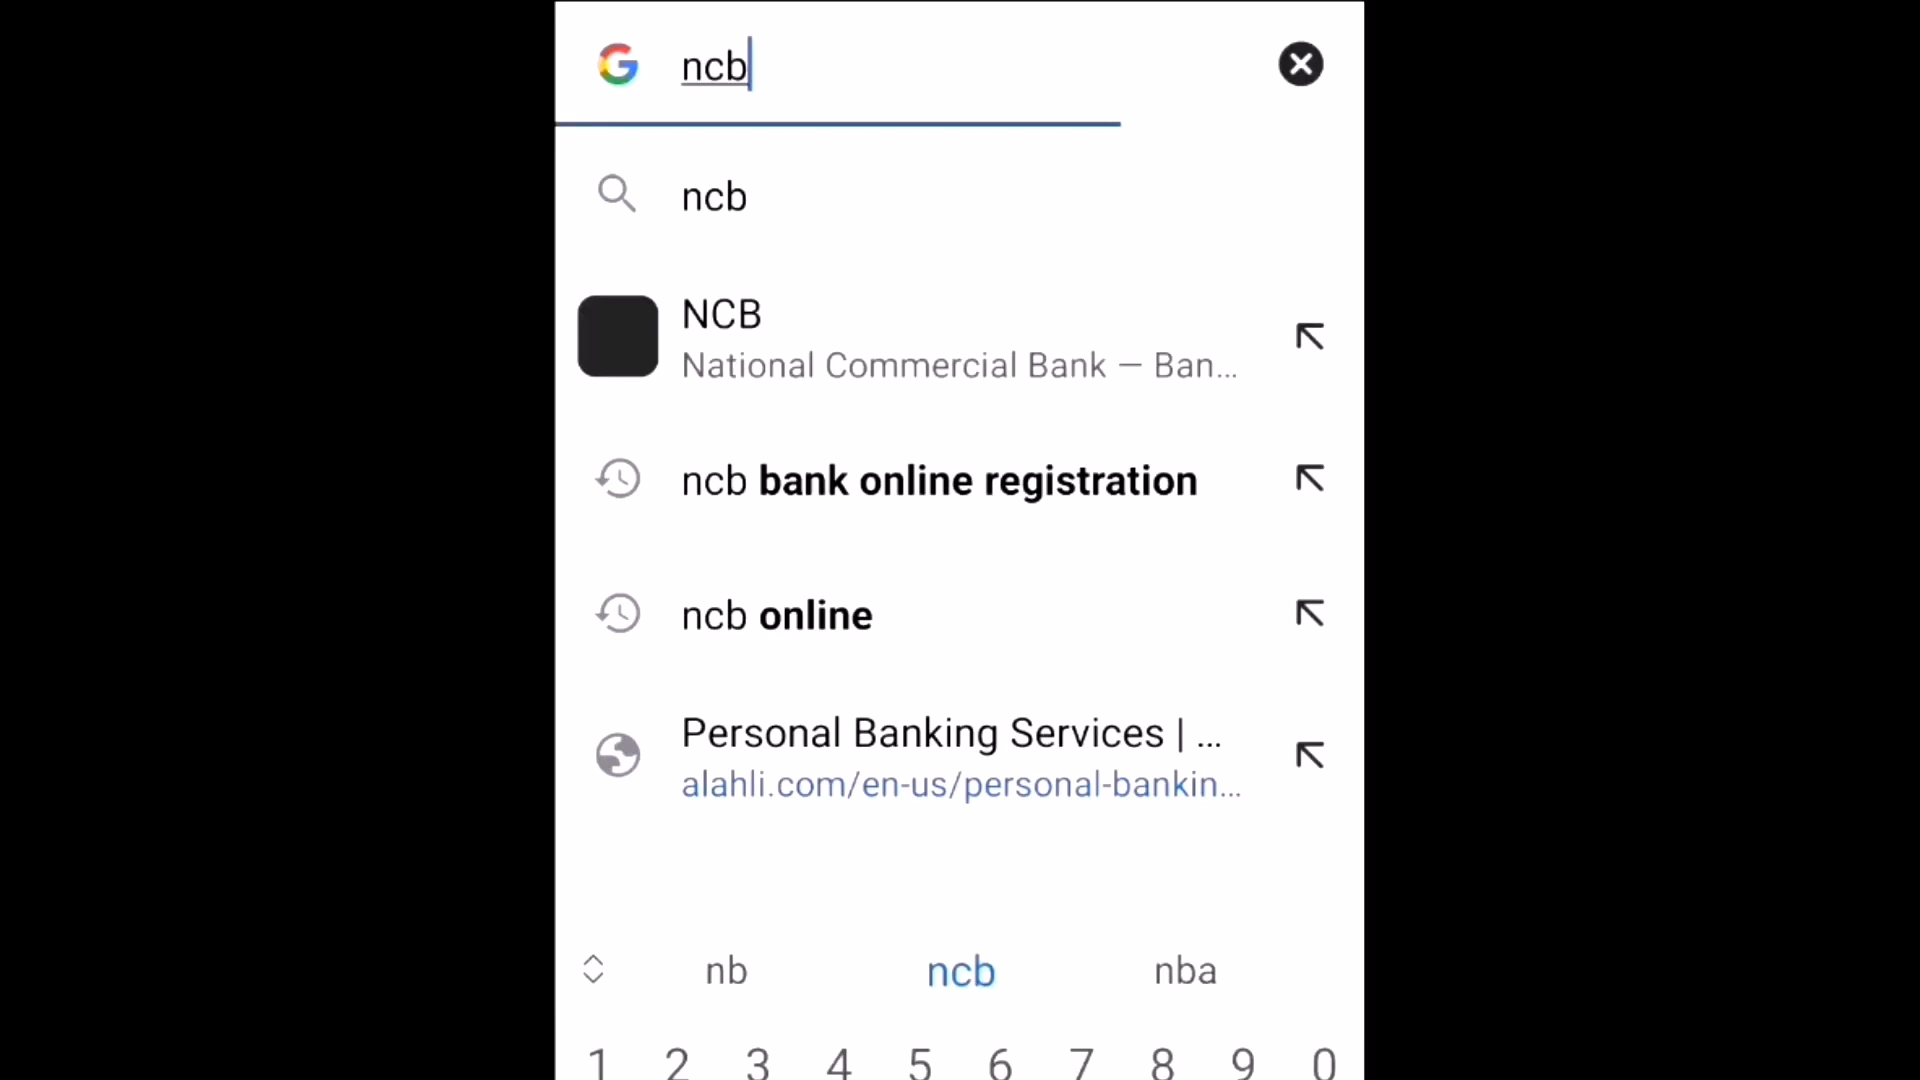 ncb
ncb
NCB
National Commercial Bank — Ban...
ncb bank online registration
ncb online
Personal Banking Services | ...
alahli.com/en-us/personal-bankin...
nb ncb nba
1 2 3 4 5 6 7 8 9 0